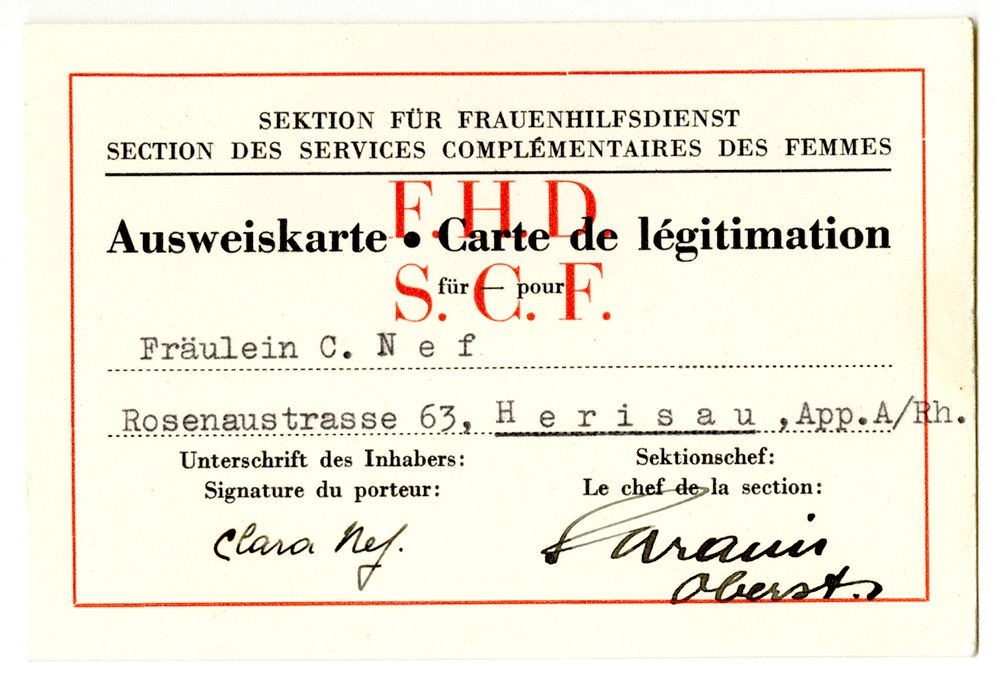 SEKTION FÜR FRAUENHILFSDIENST
SECTION DES SERVICES COMPLÉMENTAIRES DES FEMMES
F.H.D.
Ausweiskarte • Carte de légitimation
S.C.F.
für — pour
Fräulein C. N e f
Rosenaustrasse 63, H e r i s a u , App.A/Rh.
Unterschrift des Inhabers:
Signature du porteur:
Clara Nef.
Sektionschef:
Le chef de la section:
Sarasin
Oberst.